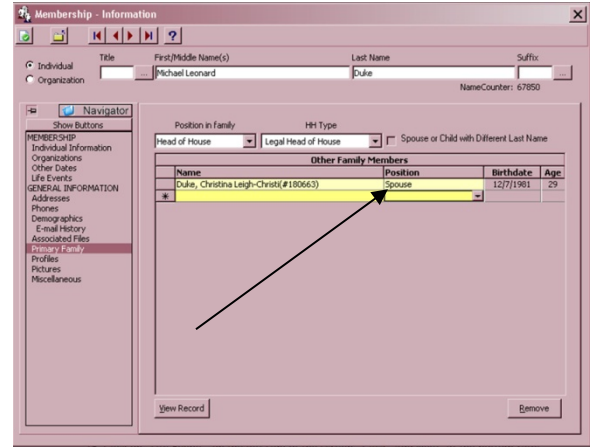 Membership - Information
?
Individual
Organization
Title First/Middle Name(s) Last Name Suffix
... Michael Leonard Duke ...
NameCounter: 67850
Navigator
Show Buttons
MEMBERSHIP
Individual Information
Organizations
Other Dates
Life Events
GENERAL INFORMATION
Addresses
Phones
Demographics
E-mail History
Associated Files
Primary Family
Profiles
Pictures
Miscellaneous
Position in family HH Type
Head of House Legal Head of House Spouse or Child with Different Last Name
Other Family Members
Name Position Birthdate Age
Duke, Christina Leigh-Christi(#180663) Spouse 12/7/1981 29
View Record Remove